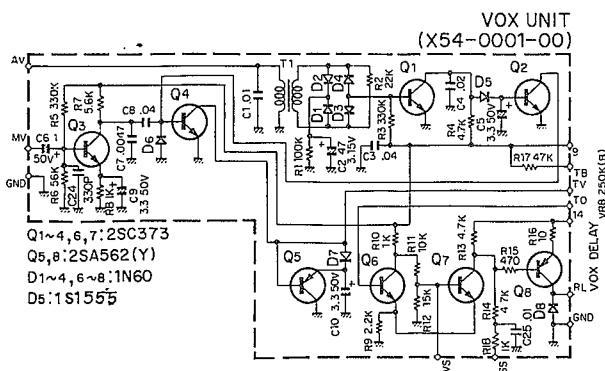 VOX UNIT
(X54-0001-00)
AV
T1
D2
D4
R2 22K
Q1
C4 .02
D5
Q2
R5 330K
R7 5.6K
C8 .04
Q4
C1 .01
D1
D3
R3 330K
R4 4.7K
C5 3.3 50V
MV
C6 1
50V
Q3
C7 .0047
D6
R1 100K
C2 47
3.15V
C3 .04
9
R17 47K
GND
R6 56K
C24
330P
R8 1K
C9
3.3 50V
TB
TV
TO
14
VR8 250K(B)
VOX DELAY
Q1~4,6,7:2SC373
Q5,8:2SA562(Y)
D1~4, 6~8:1N60
D5:1S1555
Q5
D7
C10 3.3 50V
R10
1K
Q6
R9 2.2K
R11
10K
15K
R12
Q7
R13 4.7K
R15
470
R14
4.7K
R18
1K
C25 .01
R16
10
Q8
D8
RL
GND
VS
SS